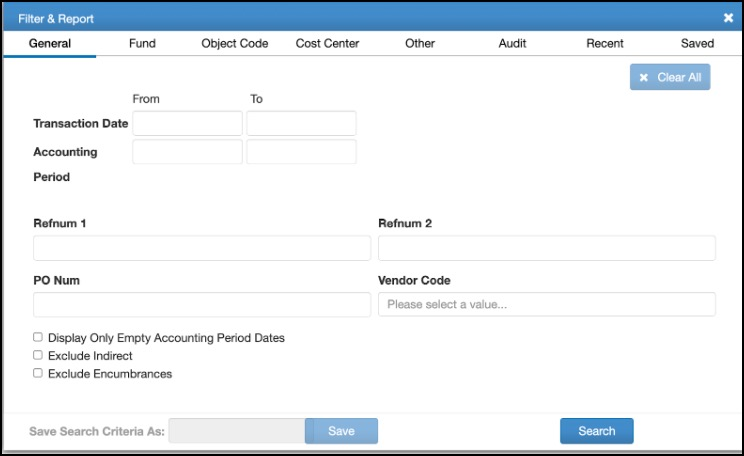 Filter & Report ✖
General Fund Object Code Cost Center Other Audit Recent Saved
✖ Clear All
From To
Transaction Date
Accounting
Period
Refnum 1 Refnum 2
PO Num Vendor Code
Please select a value...
Display Only Empty Accounting Period Dates
Exclude Indirect
Exclude Encumbrances
Save Search Criteria As: Save Search